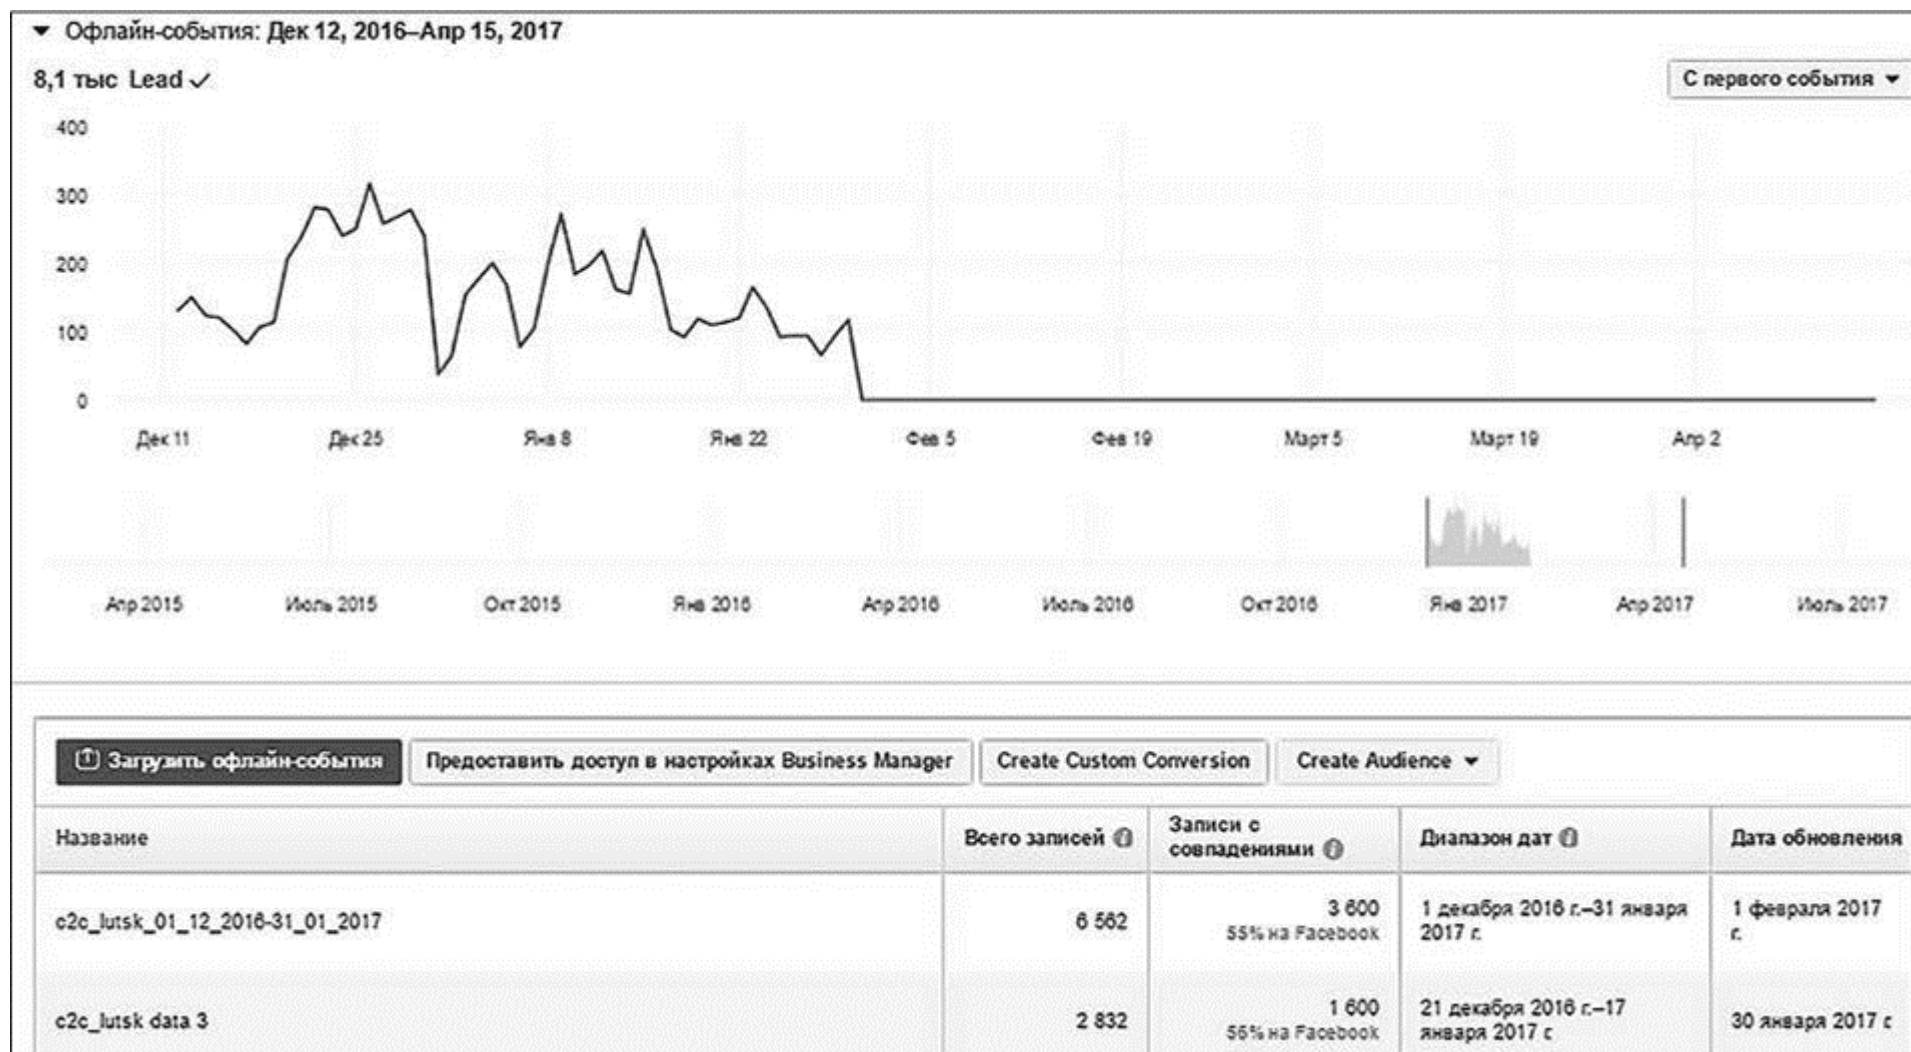 Офлайн-события: Дек 12, 2016–Апр 15, 2017
8,1 тыс Lead
С первого события
400
300
200
100
0
Дек 11 Дек 25 Янв 8 Янв 22 Фев 5 Фев 19 Март 5 Март 19 Апр 2
Апр 2015 Июль 2015 Окт 2015 Янв 2016 Апр 2016 Июль 2016 Окт 2016 Янв 2017 Апр 2017 Июль 2017
Загрузить офлайн-события Предоставить доступ в настройках Business Manager Create Custom Conversion Create Audience
Название Всего записей Записи с совпадениями Диапазон дат Дата обновления
c2c_lutsk_01_12_2016-31_01_2017
6 562
3 600
55% на Facebook
1 декабря 2016 г.–31 января
2017 г.
1 февраля 2017
г.
c2c_lutsk data 3
2 832
1 600
56% на Facebook
21 декабря 2016 г.–17
января 2017 г
30 января 2017 г